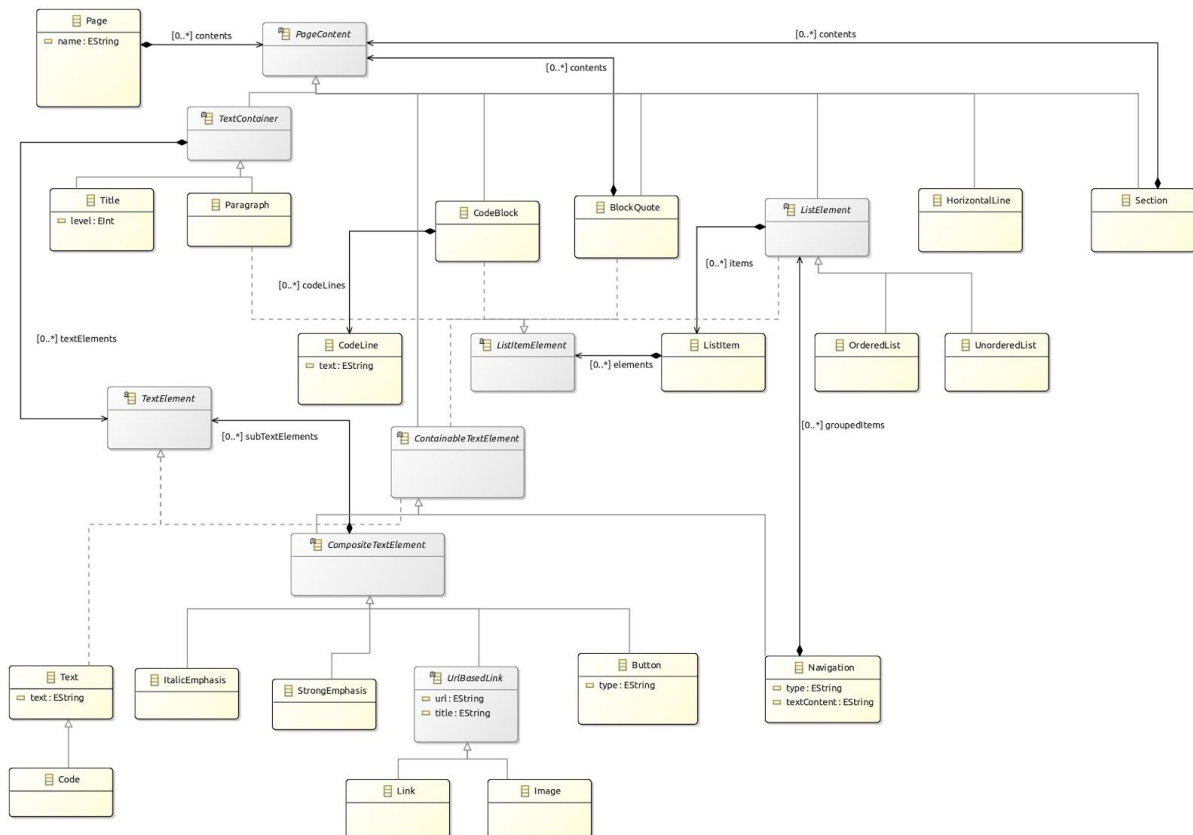 Page
name : EString
[0..*] contents
PageContent
[0..*] contents
[0..*] contents
TextContainer
Title
level : EInt
Paragraph
CodeBlock
BlockQuote
ListElement
HorizontalLine
Section
[0..*] items
[0..*] codeLines
[0..*] textElements
CodeLine
text : EString
ListItemElement
[0..*] elements
ListItem
OrderedList
UnorderedList
TextElement
[0..*] subTextElements
ContainableTextElement
[0..*] groupedItems
CompositeTextElement
Text
text : EString
ItalicEmphasis
StrongEmphasis
UrlBasedLink
url : EString
title : EString
Button
type : EString
Navigation
type : EString
textContent : EString
Code
Link
Image